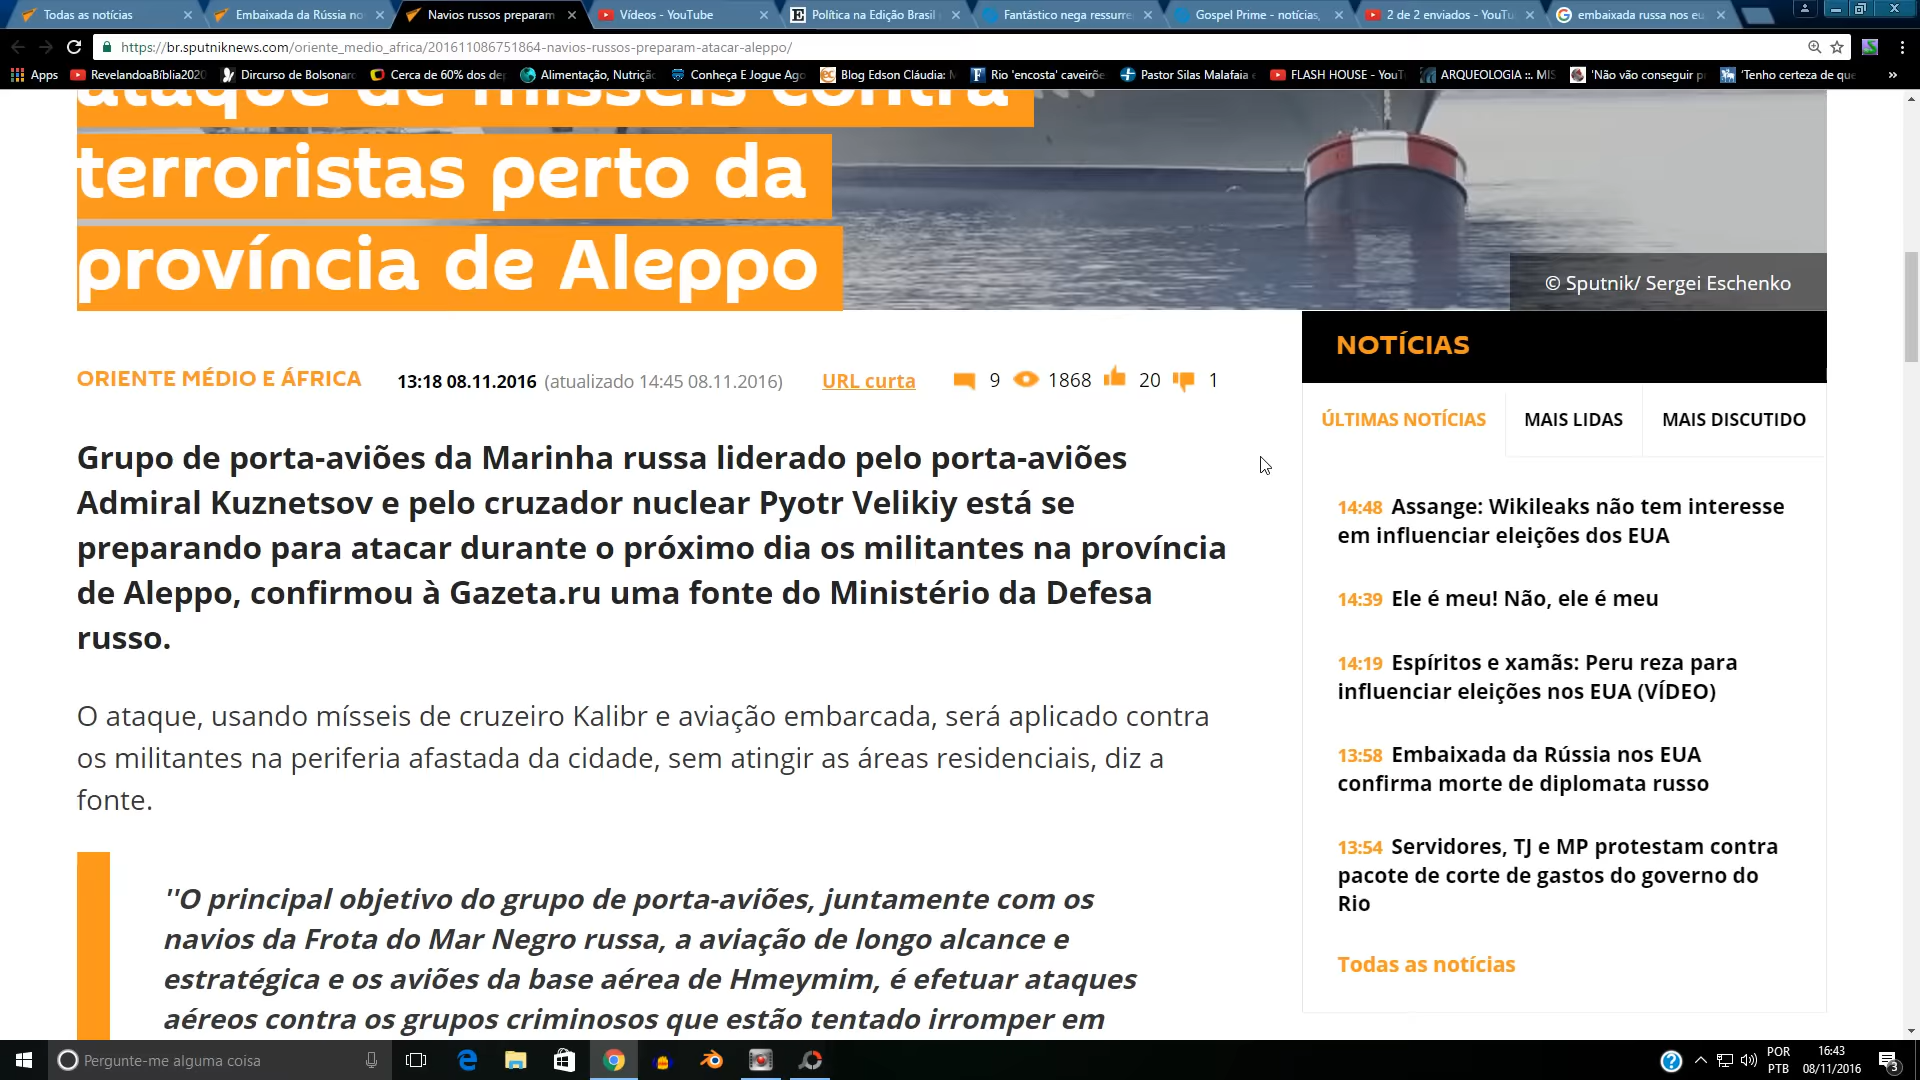 Todas as notícias
Embaixada da Rússia no
Navios russos preparam
Vídeos - YouTube
Política na Edição Brasil
Fantástico nega ressurre
Gospel Prime - notícias,
2 de 2 enviados - YouTu
embaixada russa nos eu
https://br.sputniknews.com/oriente_medio_africa/201611086751864-navios-russos-preparam-atacar-aleppo/
Apps
RevelandoaBíblia2020
Dircurso de Bolsonaro
Cerca de 60% dos dep
Alimentação, Nutriçã
Conheça E Jogue Ago
Blog Edson Cláudia:
Rio 'encosta' caveirõe
Pastor Silas Malafaia
FLASH HOUSE - YouT
ARQUEOLOGIA ::. MIS
'Não vão conseguir p
'Tenho certeza de que
»
ataque de mísseis contra
terroristas perto da
província de Aleppo
© Sputnik/ Sergei Eschenko
ORIENTE MÉDIO E ÁFRICA
13:18 08.11.2016 (atualizado 14:45 08.11.2016)
URL curta
9
1868
20
1
Grupo de porta-aviões da Marinha russa liderado pelo porta-aviões
Admiral Kuznetsov e pelo cruzador nuclear Pyotr Velikiy está se
preparando para atacar durante o próximo dia os militantes na província
de Aleppo, confirmou à Gazeta.ru uma fonte do Ministério da Defesa
russo.
O ataque, usando mísseis de cruzeiro Kalibr e aviação embarcada, será aplicado contra
os militantes na periferia afastada da cidade, sem atingir as áreas residenciais, diz a
fonte.
''O principal objetivo do grupo de porta-aviões, juntamente com os
navios da Frota do Mar Negro russa, a aviação de longo alcance e
estratégica e os aviões da base aérea de Hmeymim, é efetuar ataques
aéreos contra os grupos criminosos que estão tentado irromper em
NOTÍCIAS
ÚLTIMAS NOTÍCIAS
MAIS LIDAS
MAIS DISCUTIDO
14:48 Assange: Wikileaks não tem interesse
em influenciar eleições dos EUA
14:39 Ele é meu! Não, ele é meu
14:19 Espíritos e xamãs: Peru reza para
influenciar eleições nos EUA (VÍDEO)
13:58 Embaixada da Rússia nos EUA
confirma morte de diplomata russo
13:54 Servidores, TJ e MP protestam contra
pacote de corte de gastos do governo do
Rio
Todas as notícias
Pergunte-me alguma coisa
POR
PTB
16:43
08/11/2016
3